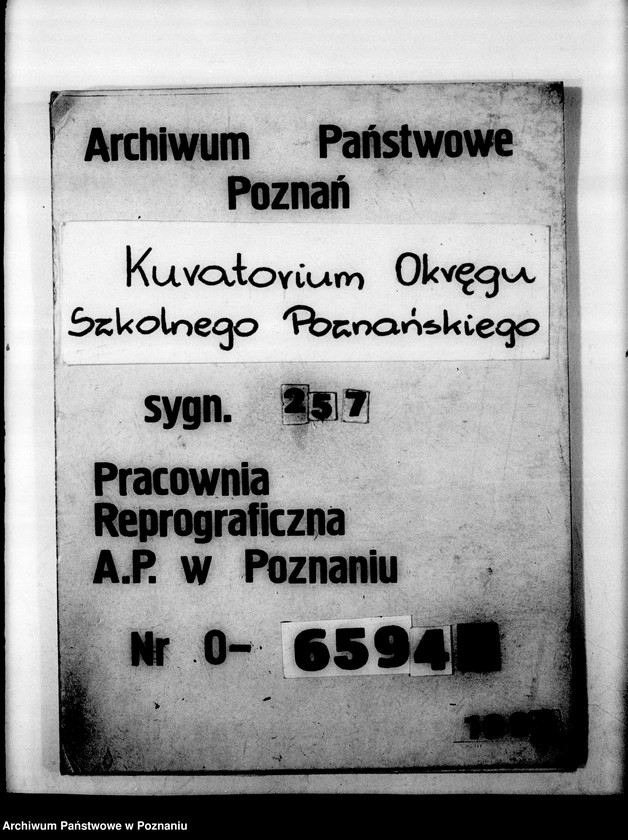 Archiwum Państwowe
Poznań
Kuratorium Okręgu
Szkolnego Poznańskiego
sygn. 257
Pracownia
Reprograficzna
A.P. w Poznaniu
Nr 0- 6594
Archiwum Państwowe w Poznaniu